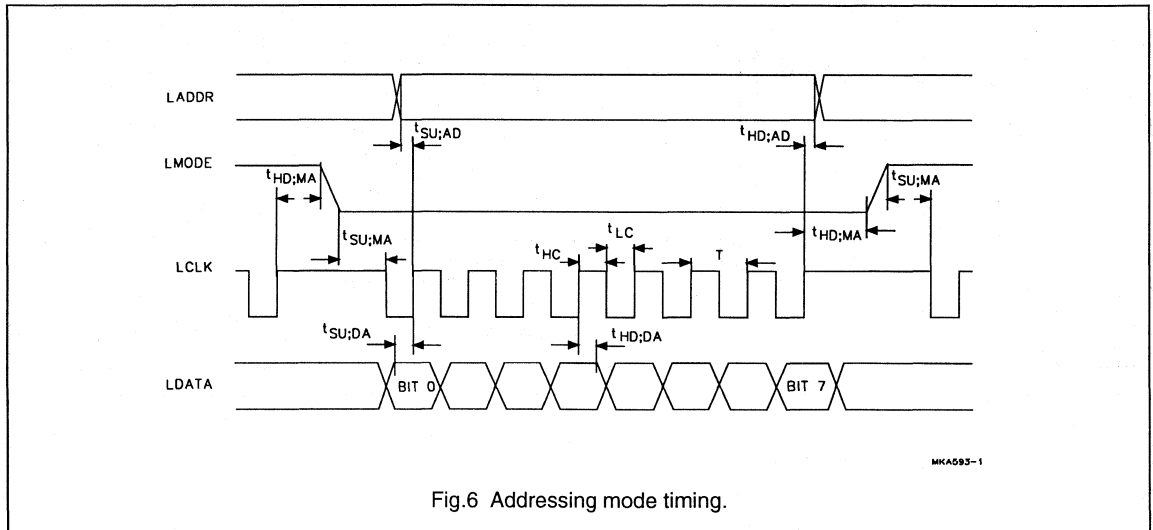 LADDR
tSU;AD
tHD;AD
LMODE
tHD;MA
tSU;MA
tSU;MA
tHD;MA
tLC
tHC
T
LCLK
tSU;DA
tHD;DA
LDATA
BIT 0
BIT 7
MKA593-1
Fig.6 Addressing mode timing.